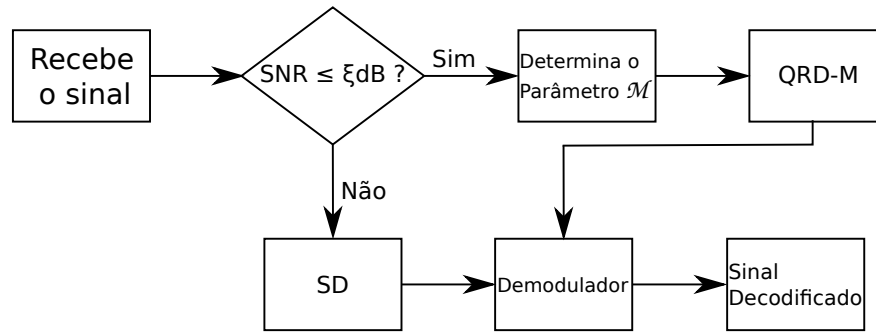 Recebe
o sinal
SNR ≤ ξdB ?
Sim
Determina o
Parâmetro ℳ
QRD-M
Não
SD
Demodulador
Sinal
Decodificado